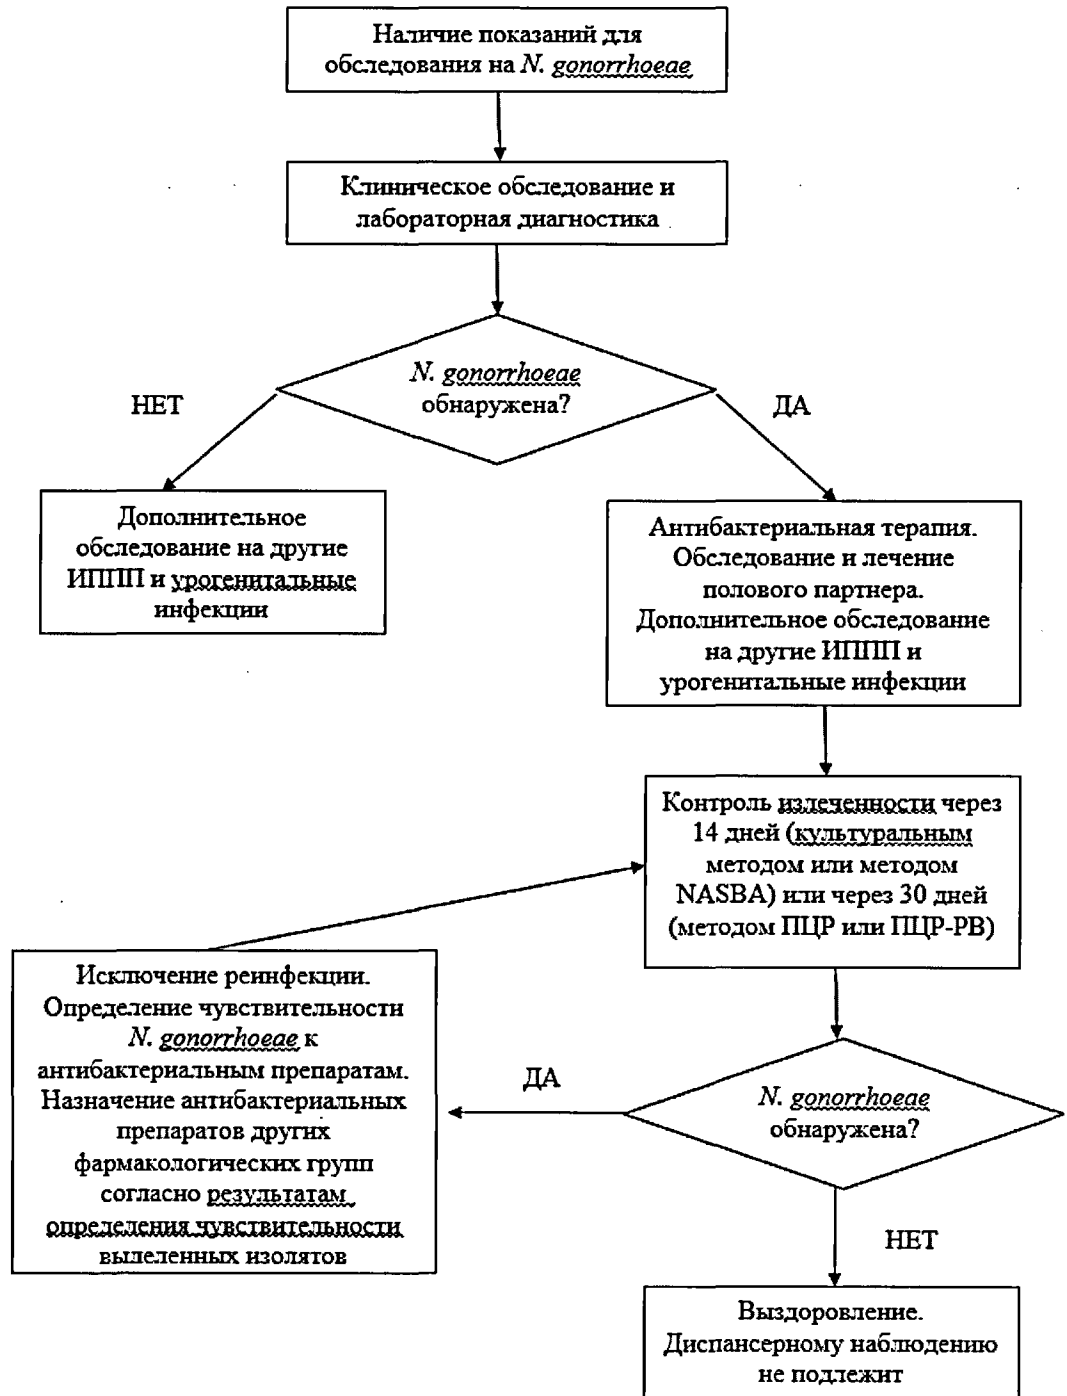 Наличие показаний для
обследования на N. gonorrhoeae
Клиническое обследование и
лабораторная диагностика
N. gonorrhoeae
обнаружена?
НЕТ
ДА
Дополнительное
обследование на другие
ИППП и урогенитальные
инфекции
Антибактериальная терапия.
Обследование и лечение
полового партнера.
Дополнительное обследование
на другие ИППП и
урогенитальные инфекции
Контроль излеченности через
14 дней (культуральным
методом или методом
NASBA) или через 30 дней
(методом ПЦР или ПЦР-РВ)
Исключение реинфекции.
Определение чувствительности
N. gonorrhoeae к
антибактериальным препаратам.
Назначение антибактериальных
препаратов других
фармакологических групп
согласно результатам
определения чувствительности
выделенных изолятов
ДА
N. gonorrhoeae
обнаружена?
НЕТ
Выздоровление.
Диспансерному наблюдению
не подлежит